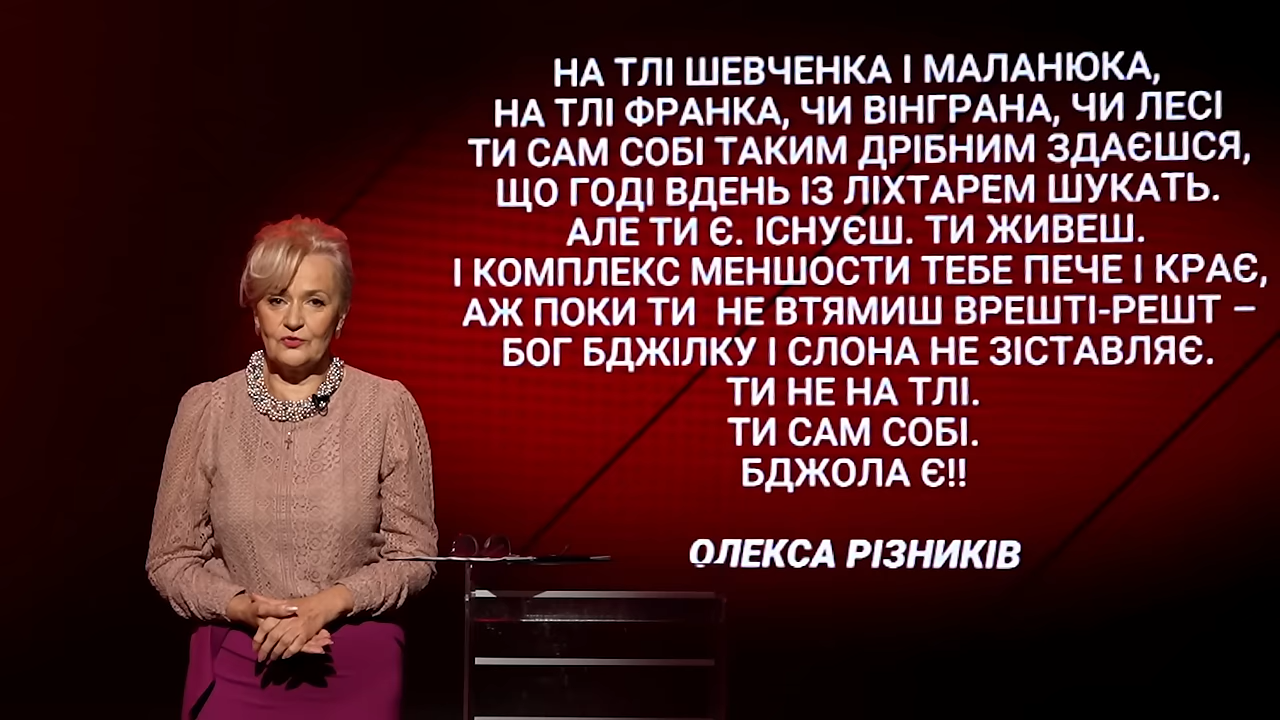 НА ТЛІ ШЕВЧЕНКА І МАЛАНЮКА,
НА ТЛІ ФРАНКА, ЧИ ВІНГРАНА, ЧИ ЛЕСІ
ТИ САМ СОБІ ТАКИМ ДРІБНИМ ЗДАЄШСЯ,
ЩО ГОДІ ВДЕНЬ ІЗ ЛІХТАРЕМ ШУКАТЬ.
АЛЕ ТИ Є. ІСНУЄШ. ТИ ЖИВЕШ.
І КОМПЛЕКС МЕНШОСТИ ТЕБЕ ПЕЧЕ І КРАЄ,
АЖ ПОКИ ТИ  НЕ ВТЯМИШ ВРЕШТІ-РЕШТ –
БОГ БДЖІЛКУ І СЛОНА НЕ ЗІСТАВЛЯЄ.
ТИ НЕ НА ТЛІ.
ТИ САМ СОБІ.
БДЖОЛА Є!!
ОЛЕКСА РІЗНИКІВ